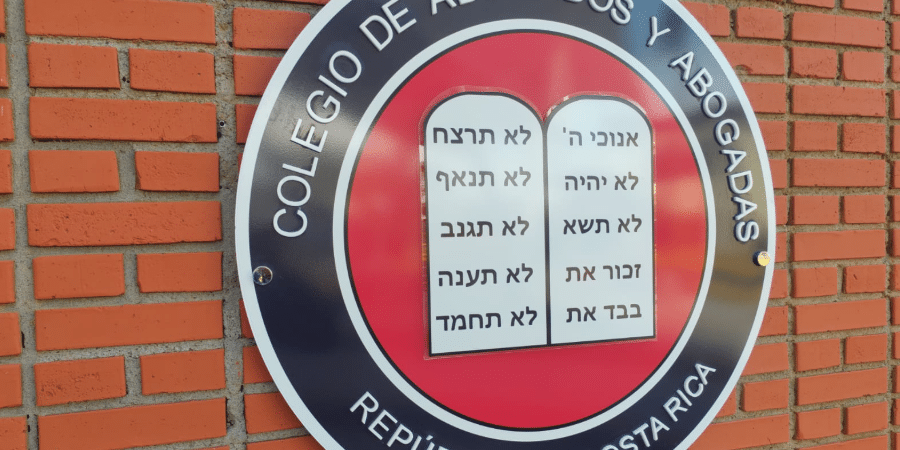 COLEGIO DE Y ABOGADAS
אנוכי ה'
לא יהיה
לא תשא
זכור את
בבד את
לא תרצח
לא תנאף
לא תגנב
לא תענה
לא תחמד
COSTA RICA